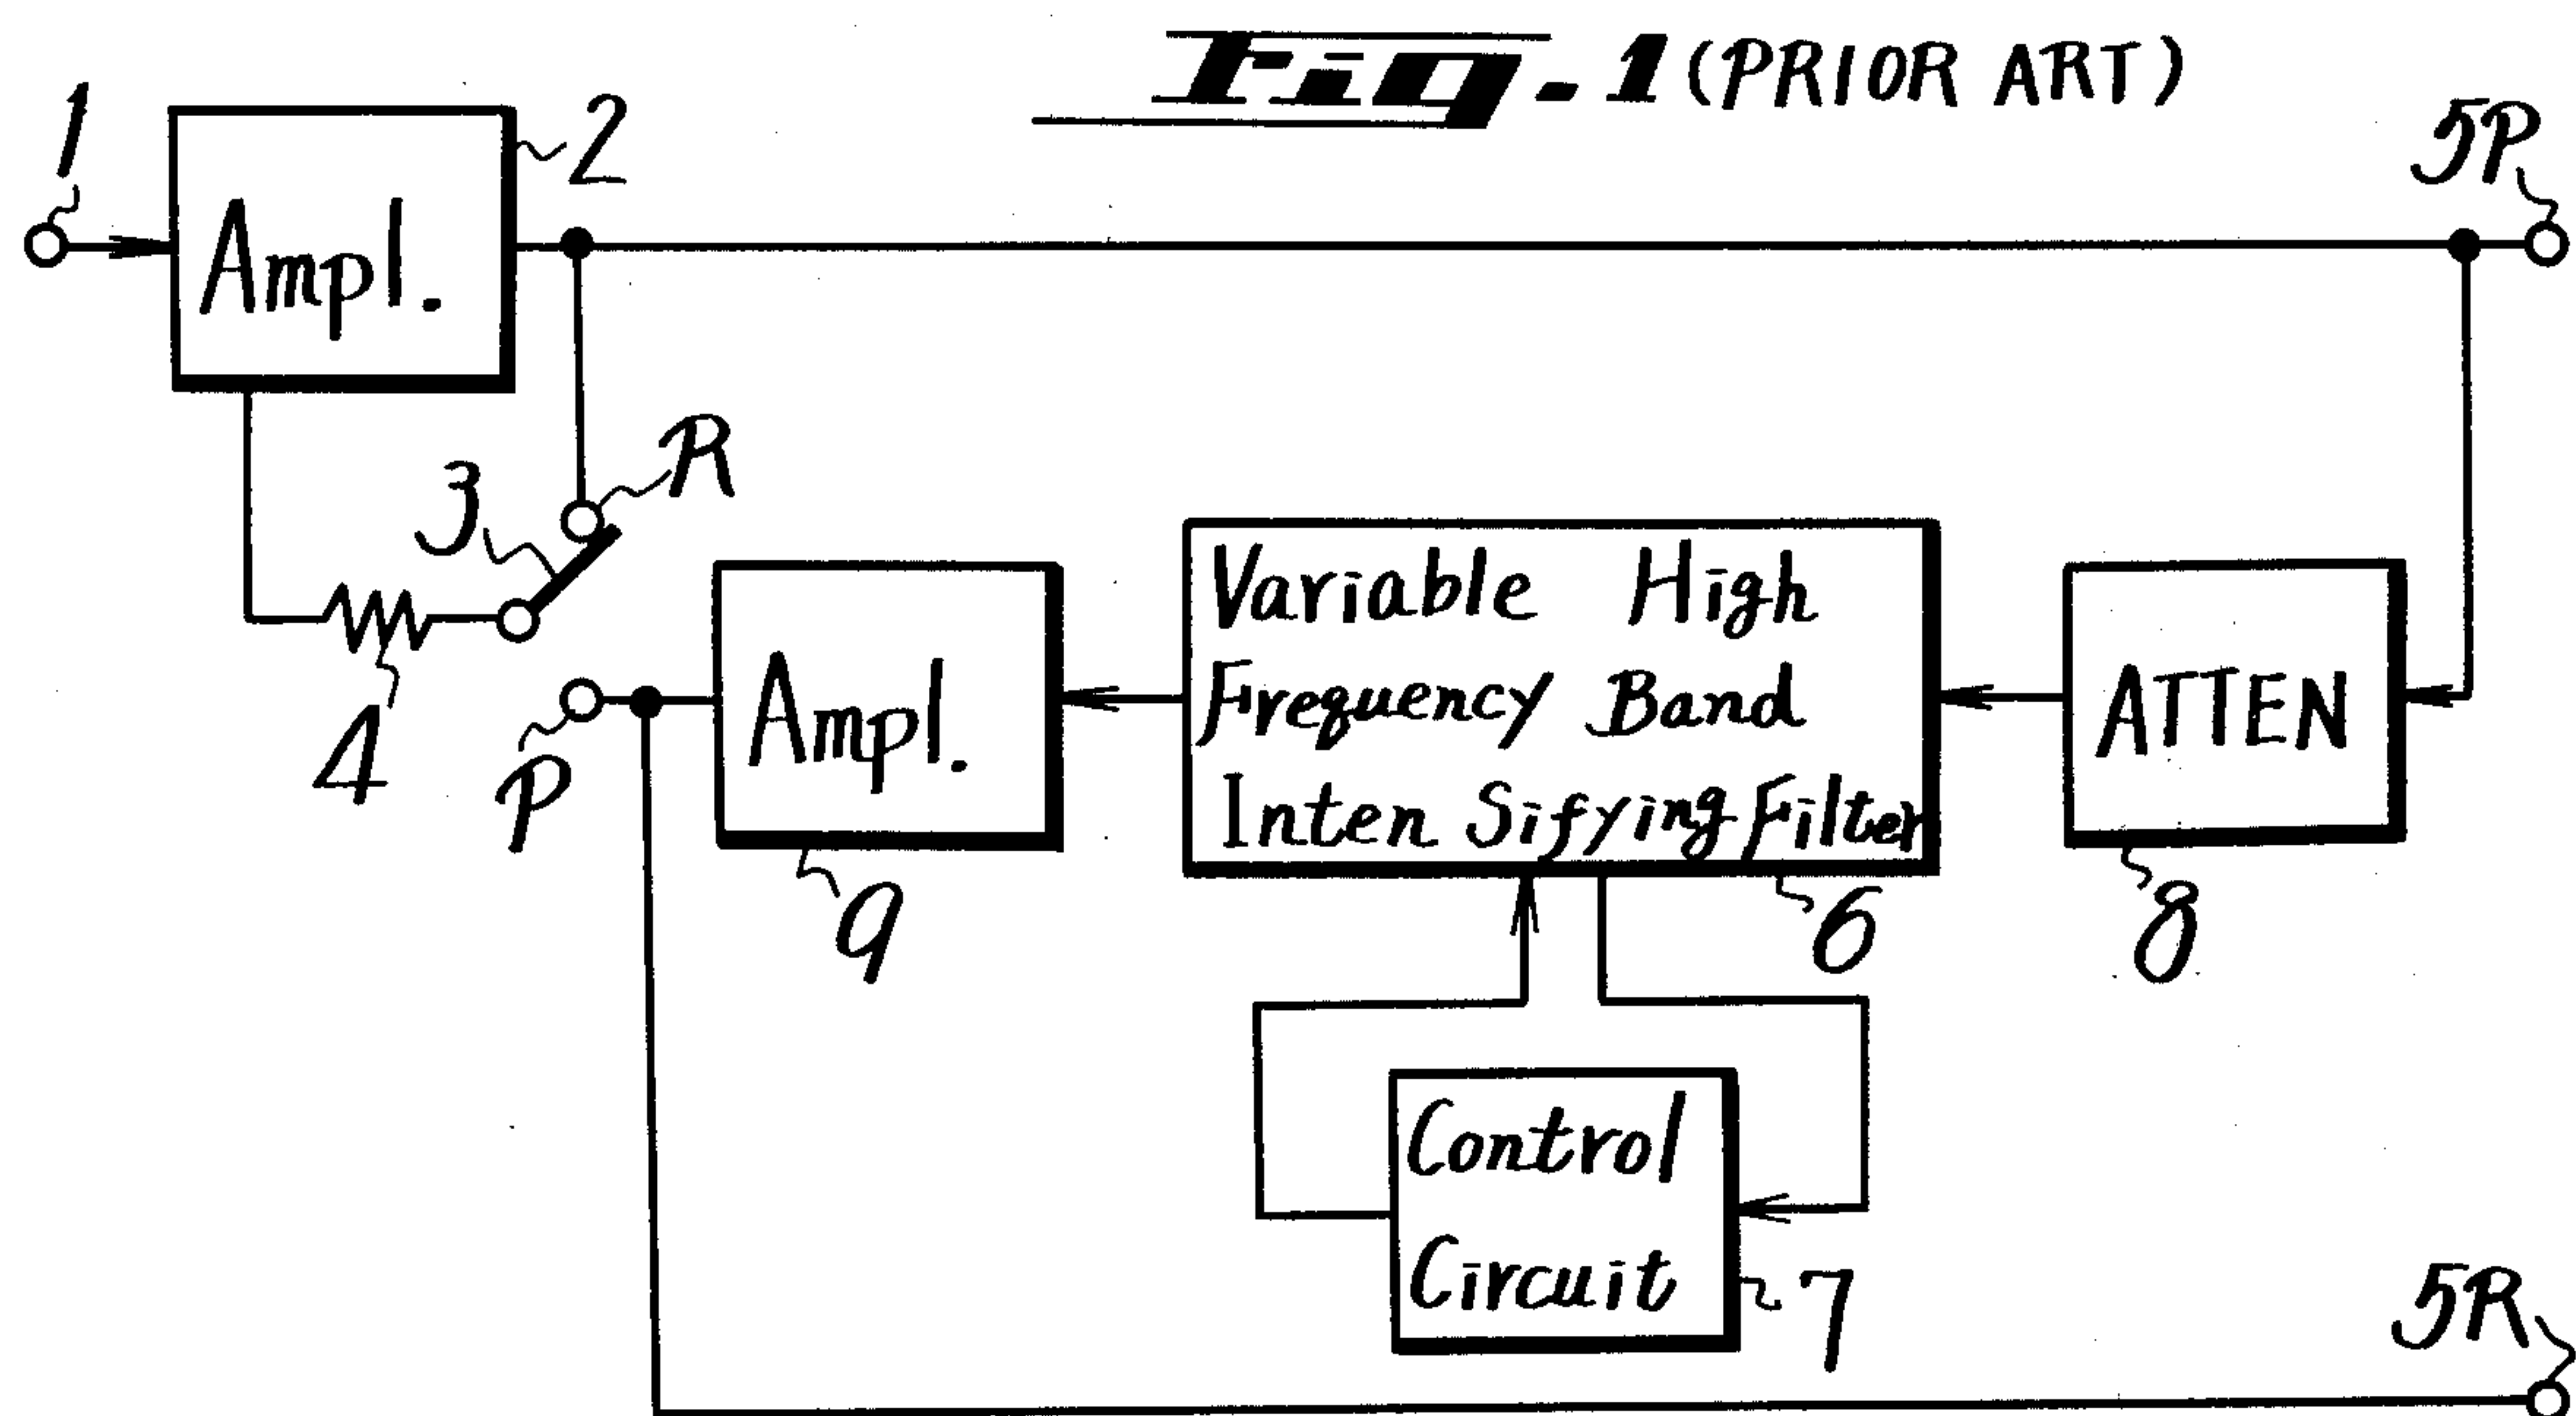 Fig. 1 (PRIOR ART)
1
2
5P
Ampl.
R
3
4
P
Ampl.
9
Variable High
Frequency Band
Inten Sifying Filter
6
ATTEN
8
Control
Circuit
7
5R